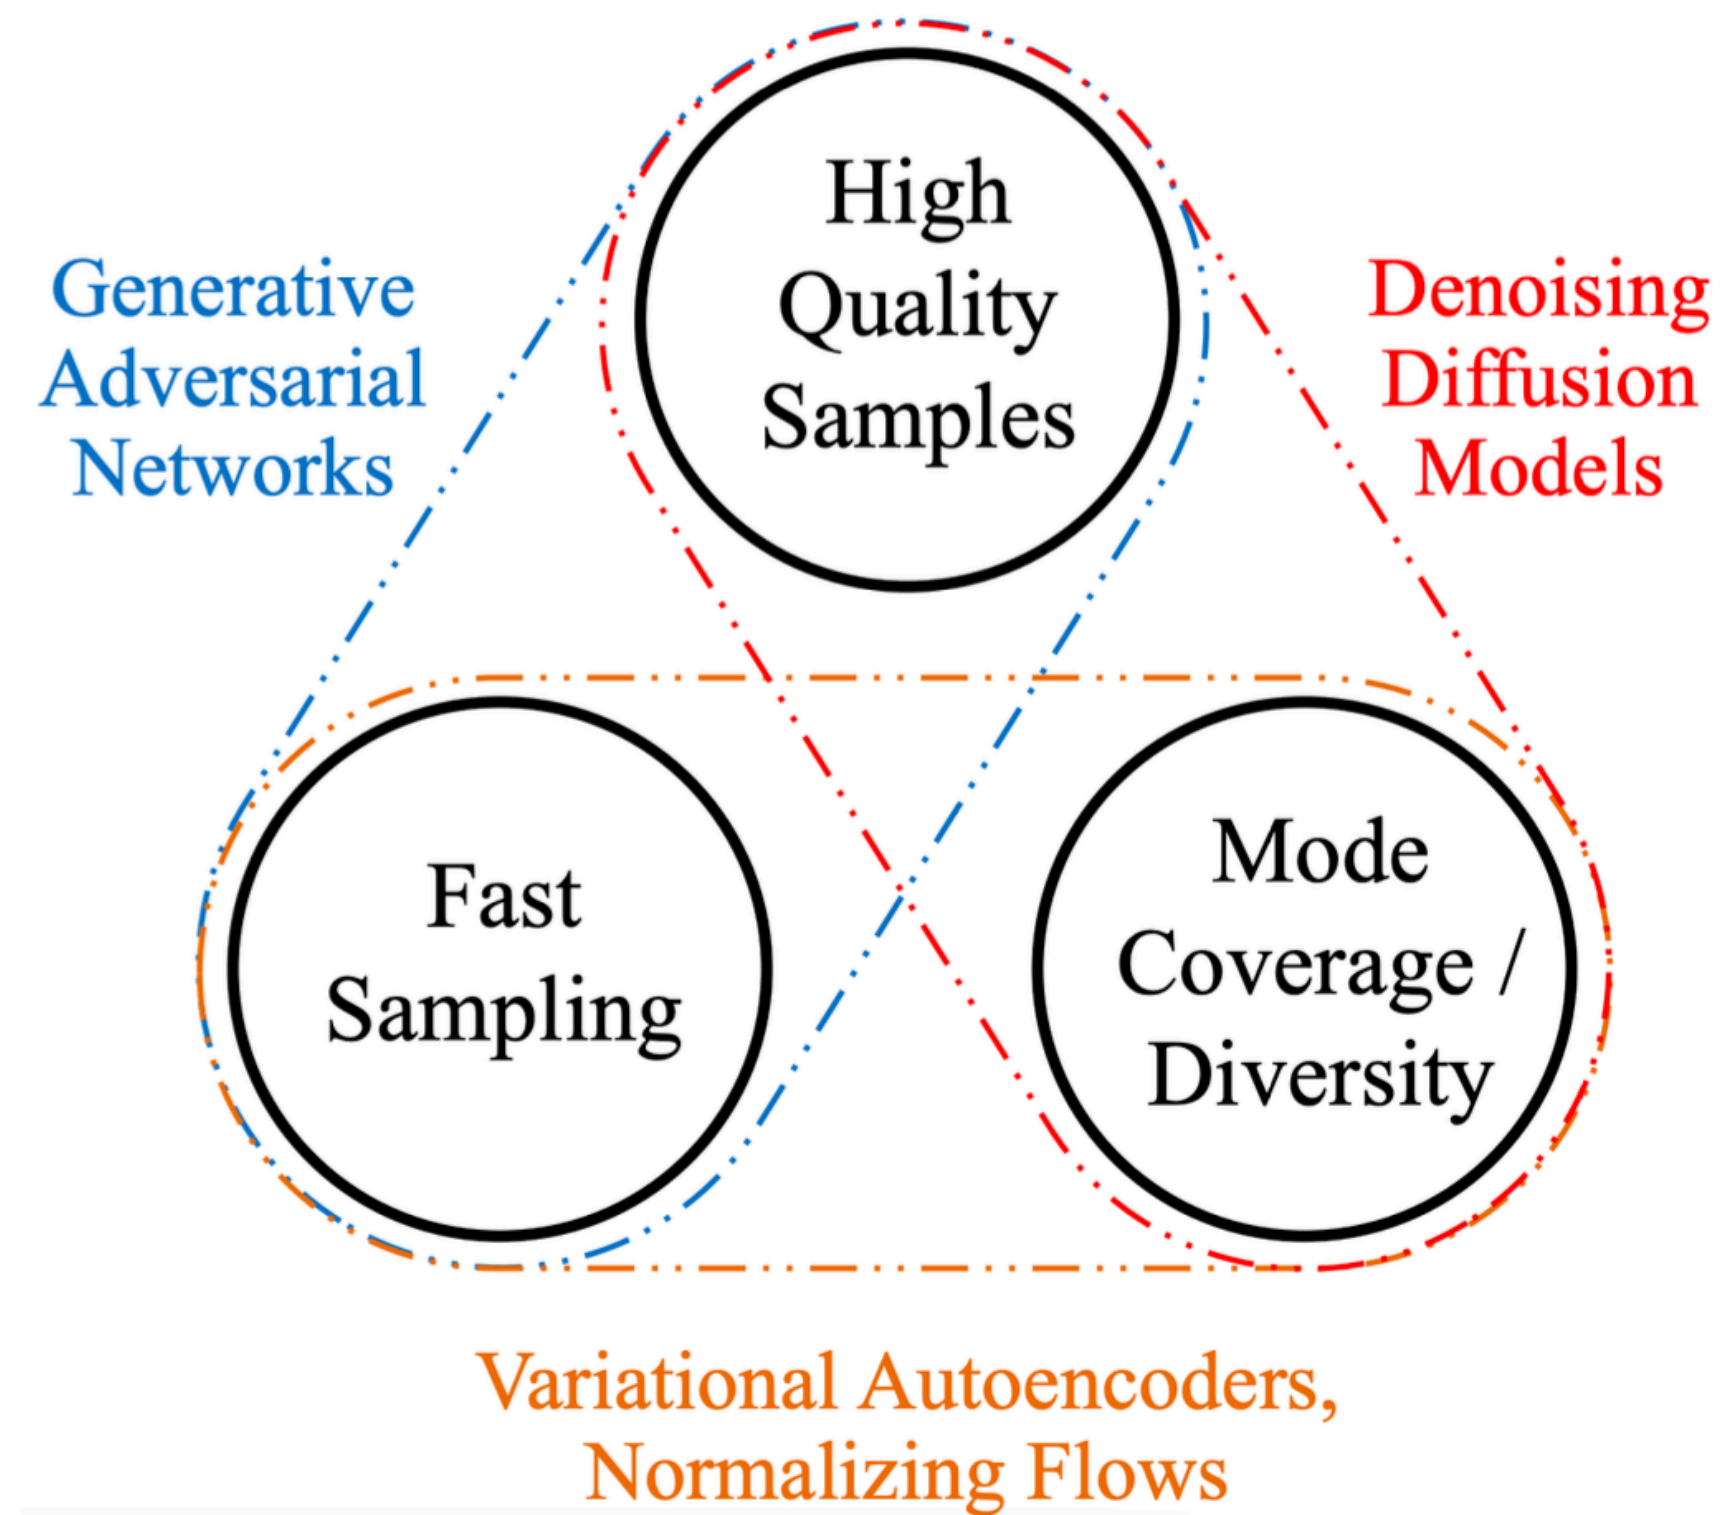 High
Quality
Samples
Generative
Adversarial
Networks
Denoising
Diffusion
Models
Fast
Sampling
Mode
Coverage /
Diversity
Variational Autoencoders,
Normalizing Flows